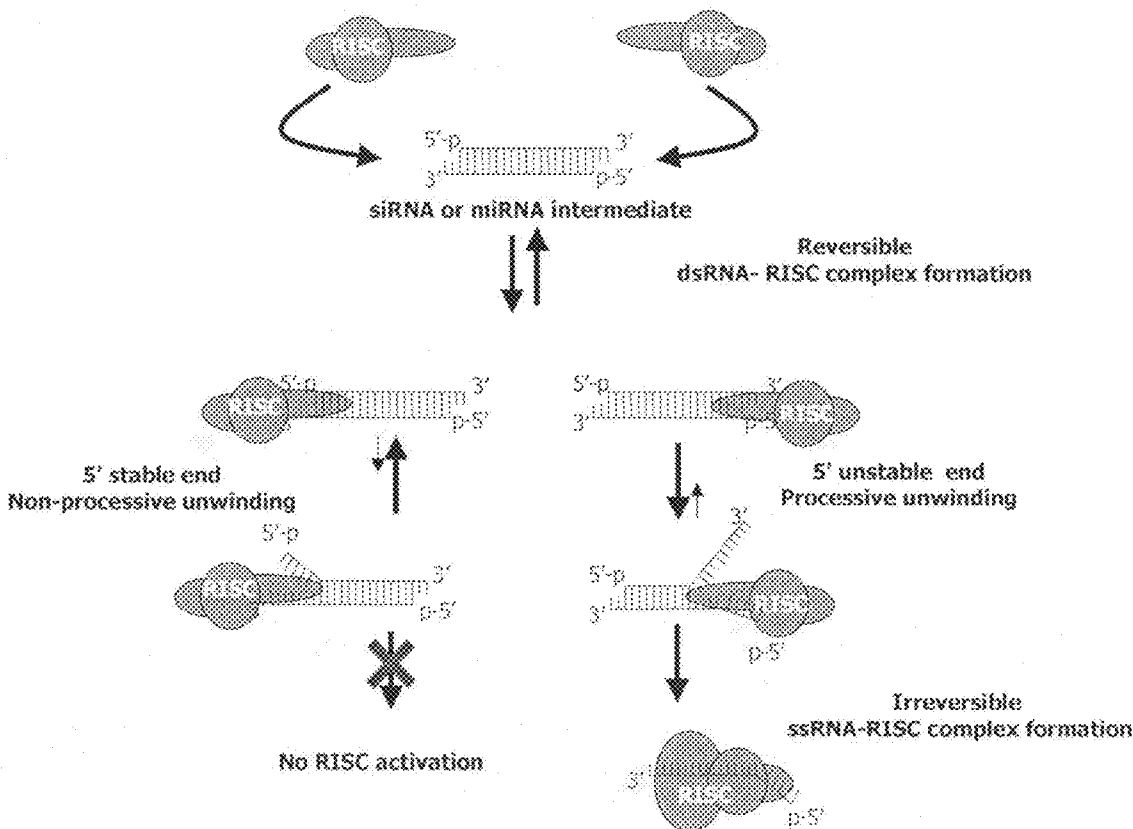 RISC
RISC
5'-p
3'
3'
p-5'
siRNA or miRNA intermediate
Reversible
dsRNA- RISC complex formation
5'-p
3'
RISC
p-5'
5'-p
3'
RISC
3'
5' stable end
Non-processive unwinding
5' unstable end
Processive unwinding
5'-p
3'
RISC
3'
p-5'
5'-p
RISC
3'
p-5'
Irreversible
ssRNA-RISC complex formation
No RISC activation
3'
RISC
p-5'